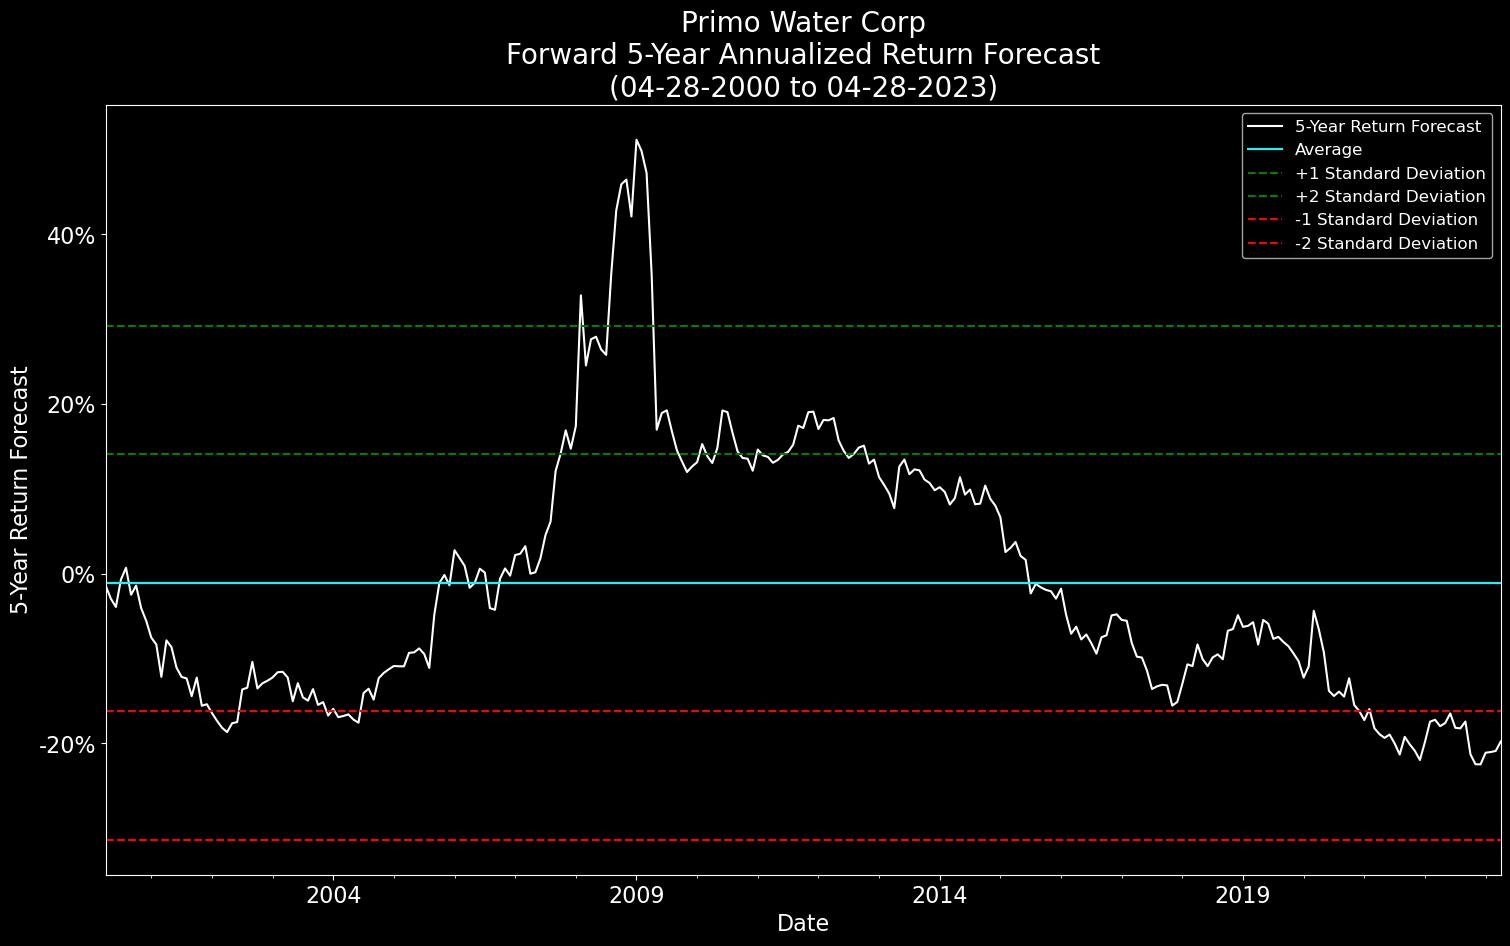 Primo Water Corp
Forward 5-Year Annualized Return Forecast
(04-28-2000 to 04-28-2023)
5-Year Return Forecast
Average
+1 Standard Deviation
+2 Standard Deviation
-1 Standard Deviation
-2 Standard Deviation
5-Year Return Forecast
40%
20%
0%
-20%
2004
2009
2014
2019
Date